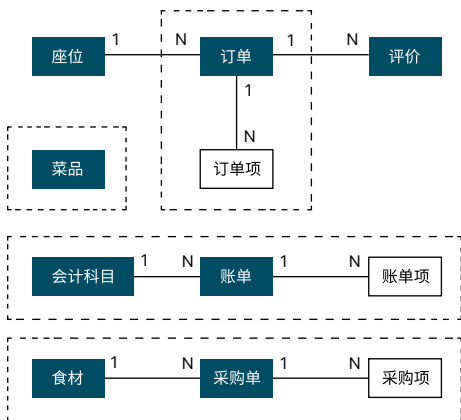 座位 1 N 订单 1 N 评价
1
N
菜品 订单项
会计科目 1 N 账单 1 N 账单项
食材 1 N 采购单 1 N 采购项